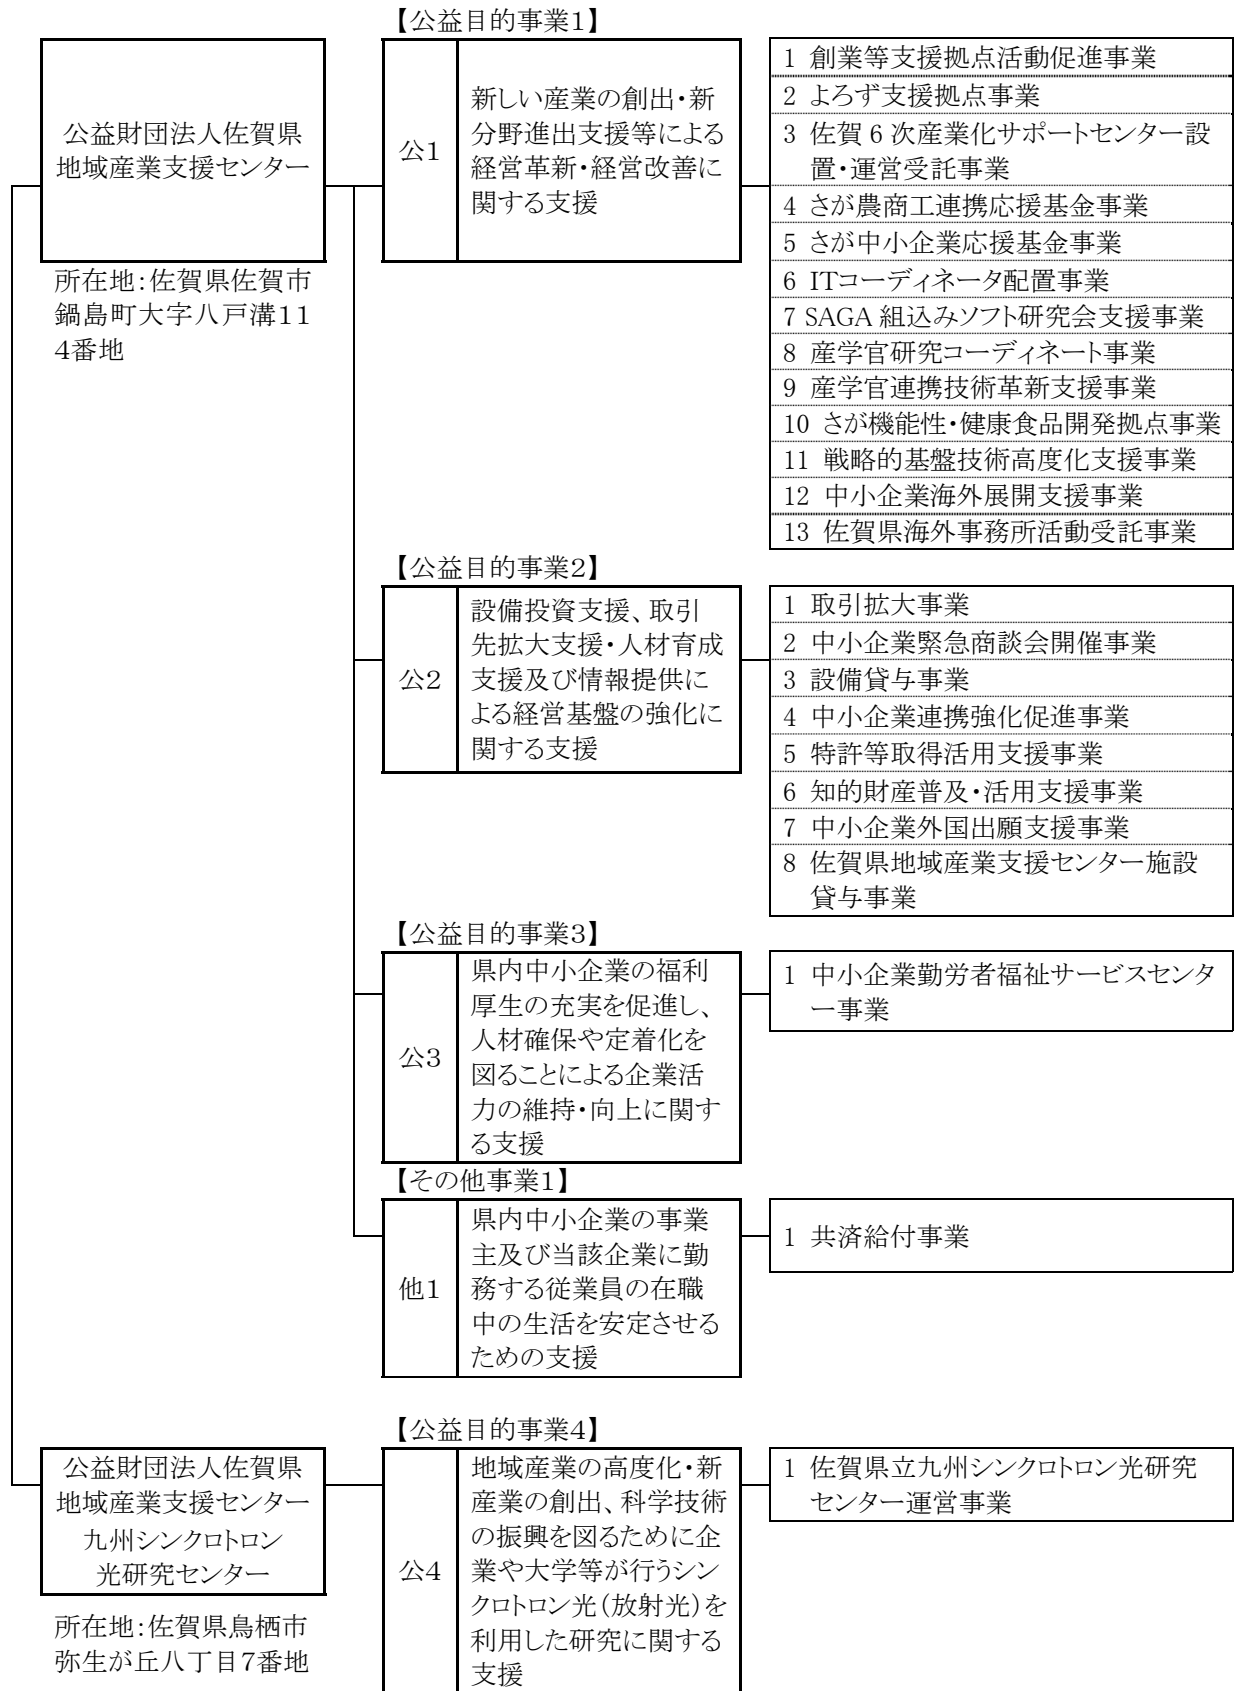 公益財団法人佐賀県
地域産業支援センター
所在地：佐賀県佐賀市
鍋島町大字八戸溝11
4番地
【公益目的事業1】
公1
新しい産業の創出・新
分野進出支援等による
経営革新・経営改善に
関する支援
1 創業等支援拠点活動促進事業
2 よろず支援拠点事業
3 佐賀６次産業化サポートセンター設
置・運営受託事業
4 さが農商工連携応援基金事業
5 さが中小企業応援基金事業
6 ITコーディネータ配置事業
7 SAGA 組込みソフト研究会支援事業
8 産学官研究コーディネート事業
9 産学官連携技術革新支援事業
10 さが機能性・健康食品開発拠点事業
11 戦略的基盤技術高度化支援事業
12 中小企業海外展開支援事業
13 佐賀県海外事務所活動受託事業
【公益目的事業2】
公2
設備投資支援、取引
先拡大支援・人材育成
支援及び情報提供に
よる経営基盤の強化に
関する支援
1 取引拡大事業
2 中小企業緊急商談会開催事業
3 設備貸与事業
4 中小企業連携強化促進事業
5 特許等取得活用支援事業
6 知的財産普及・活用支援事業
7 中小企業外国出願支援事業
8 佐賀県地域産業支援センター施設
貸与事業
【公益目的事業3】
公3
県内中小企業の福利
厚生の充実を促進し、
人材確保や定着化を
図ることによる企業活
力の維持・向上に関す
る支援
1 中小企業勤労者福祉サービスセンタ
ー事業
【その他事業1】
他1
県内中小企業の事業
主及び当該企業に勤
務する従業員の在職
中の生活を安定させる
ための支援
1 共済給付事業
公益財団法人佐賀県
地域産業支援センター
九州シンクロトロン
光研究センター
所在地：佐賀県鳥栖市
弥生が丘八丁目7番地
【公益目的事業4】
公4
地域産業の高度化・新
産業の創出、科学技術
の振興を図るために企
業や大学等が行うシン
クロトロン光（放射光）を
利用した研究に関する
支援
1 佐賀県立九州シンクロトロン光研究
センター運営事業